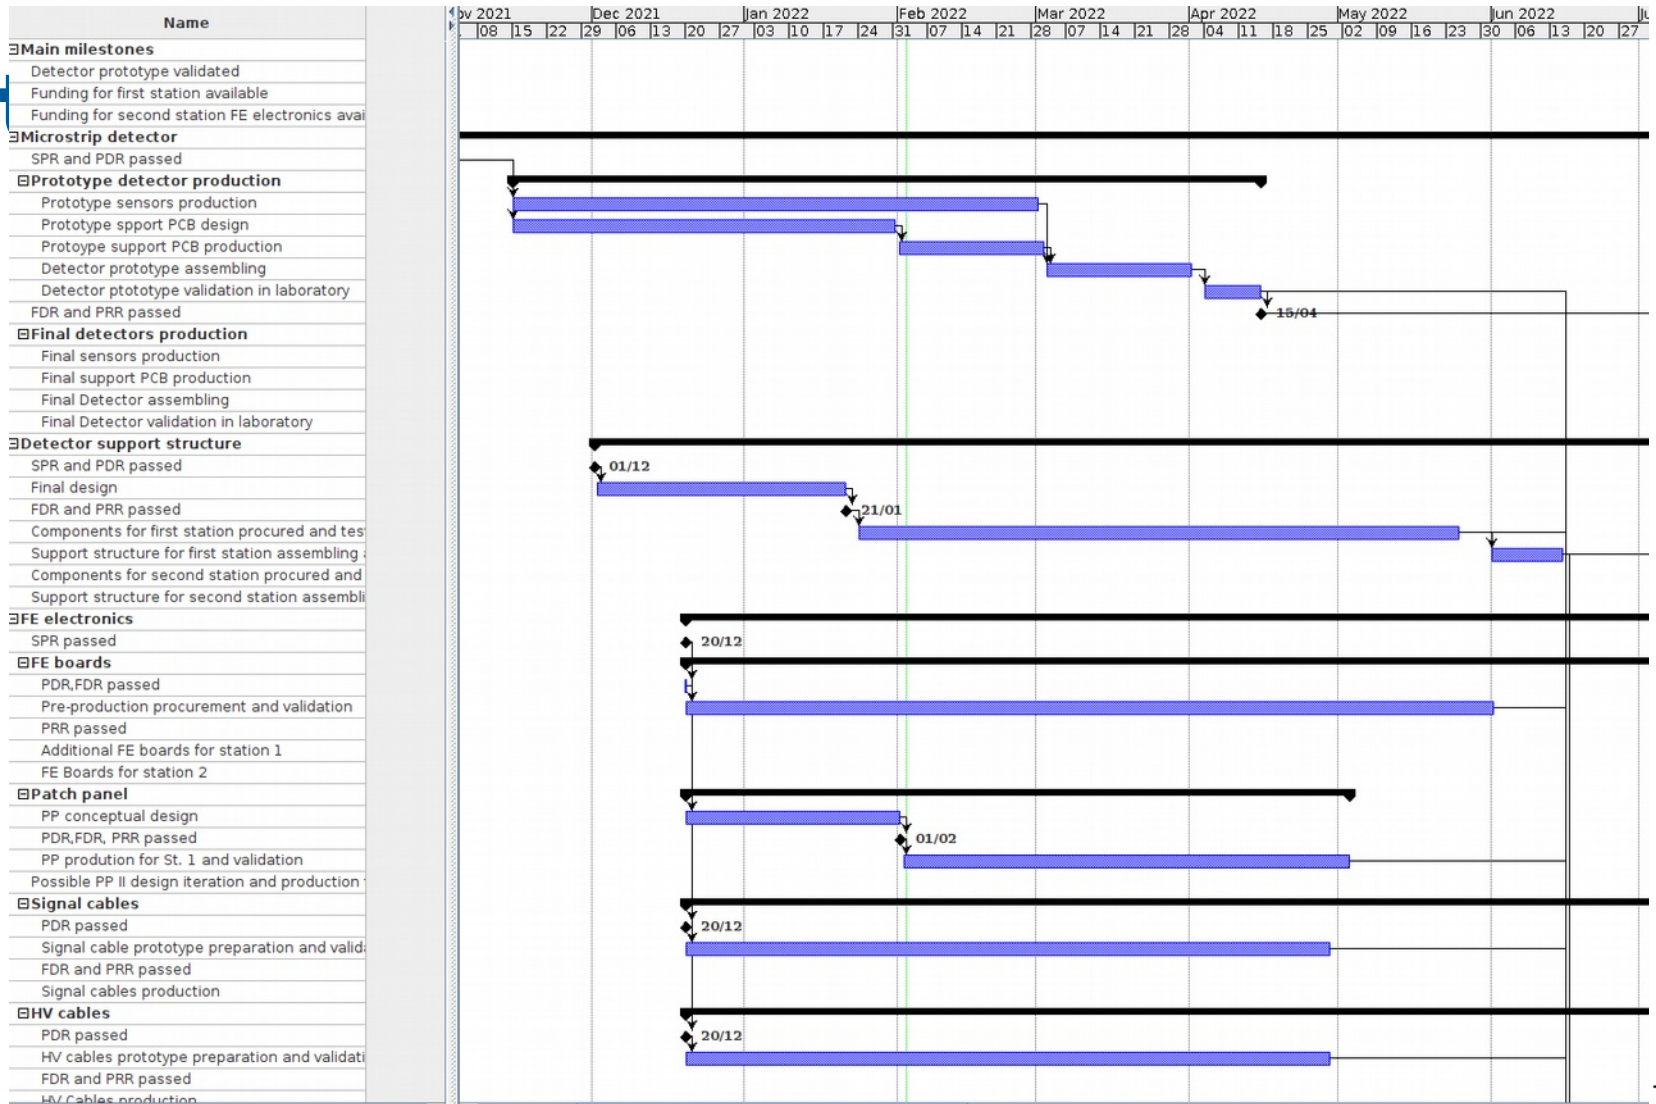 Name
ov 2021 Dec 2021 Jan 2022 Feb 2022 Mar 2022 Apr 2022 May 2022 Jun 2022
08 15 22 29 06 13 20 27 03 10 17 24 31 07 14 21 28 07 14 21 28 04 11 18 25 02 09 16 23 30 06 13 20 27
Main milestones
Detector prototype validated
Funding for first station available
Funding for second station FE electronics avai
Microstrip detector
SPR and PDR passed
Prototype detector production
Prototype sensors production
Prototype spport PCB design
Protoype support PCB production
Detector prototype assembling
Detector ptototype validation in laboratory
FDR and PRR passed 15/04
Final detectors production
Final sensors production
Final support PCB production
Final Detector assembling
Final Detector validation in laboratory
Detector support structure
SPR and PDR passed 01/12
Final design
FDR and PRR passed 21/01
Components for first station procured and tes
Support structure for first station assembling
Components for second station procured and
Support structure for second station assembli
FE electronics
SPR passed 20/12
FE boards
PDR,FDR passed
Pre-production procurement and validation
PRR passed
Additional FE boards for station 1
FE Boards for station 2
Patch panel
PP conceptual design
PDR,FDR, PRR passed 01/02
PP prodution for St. 1 and validation
Possible PP II design iteration and production
Signal cables
PDR passed 20/12
Signal cable prototype preparation and valid
FDR and PRR passed
Signal cables production
HV cables
PDR passed 20/12
HV cables prototype preparation and validati
FDR and PRR passed
HV Cables production